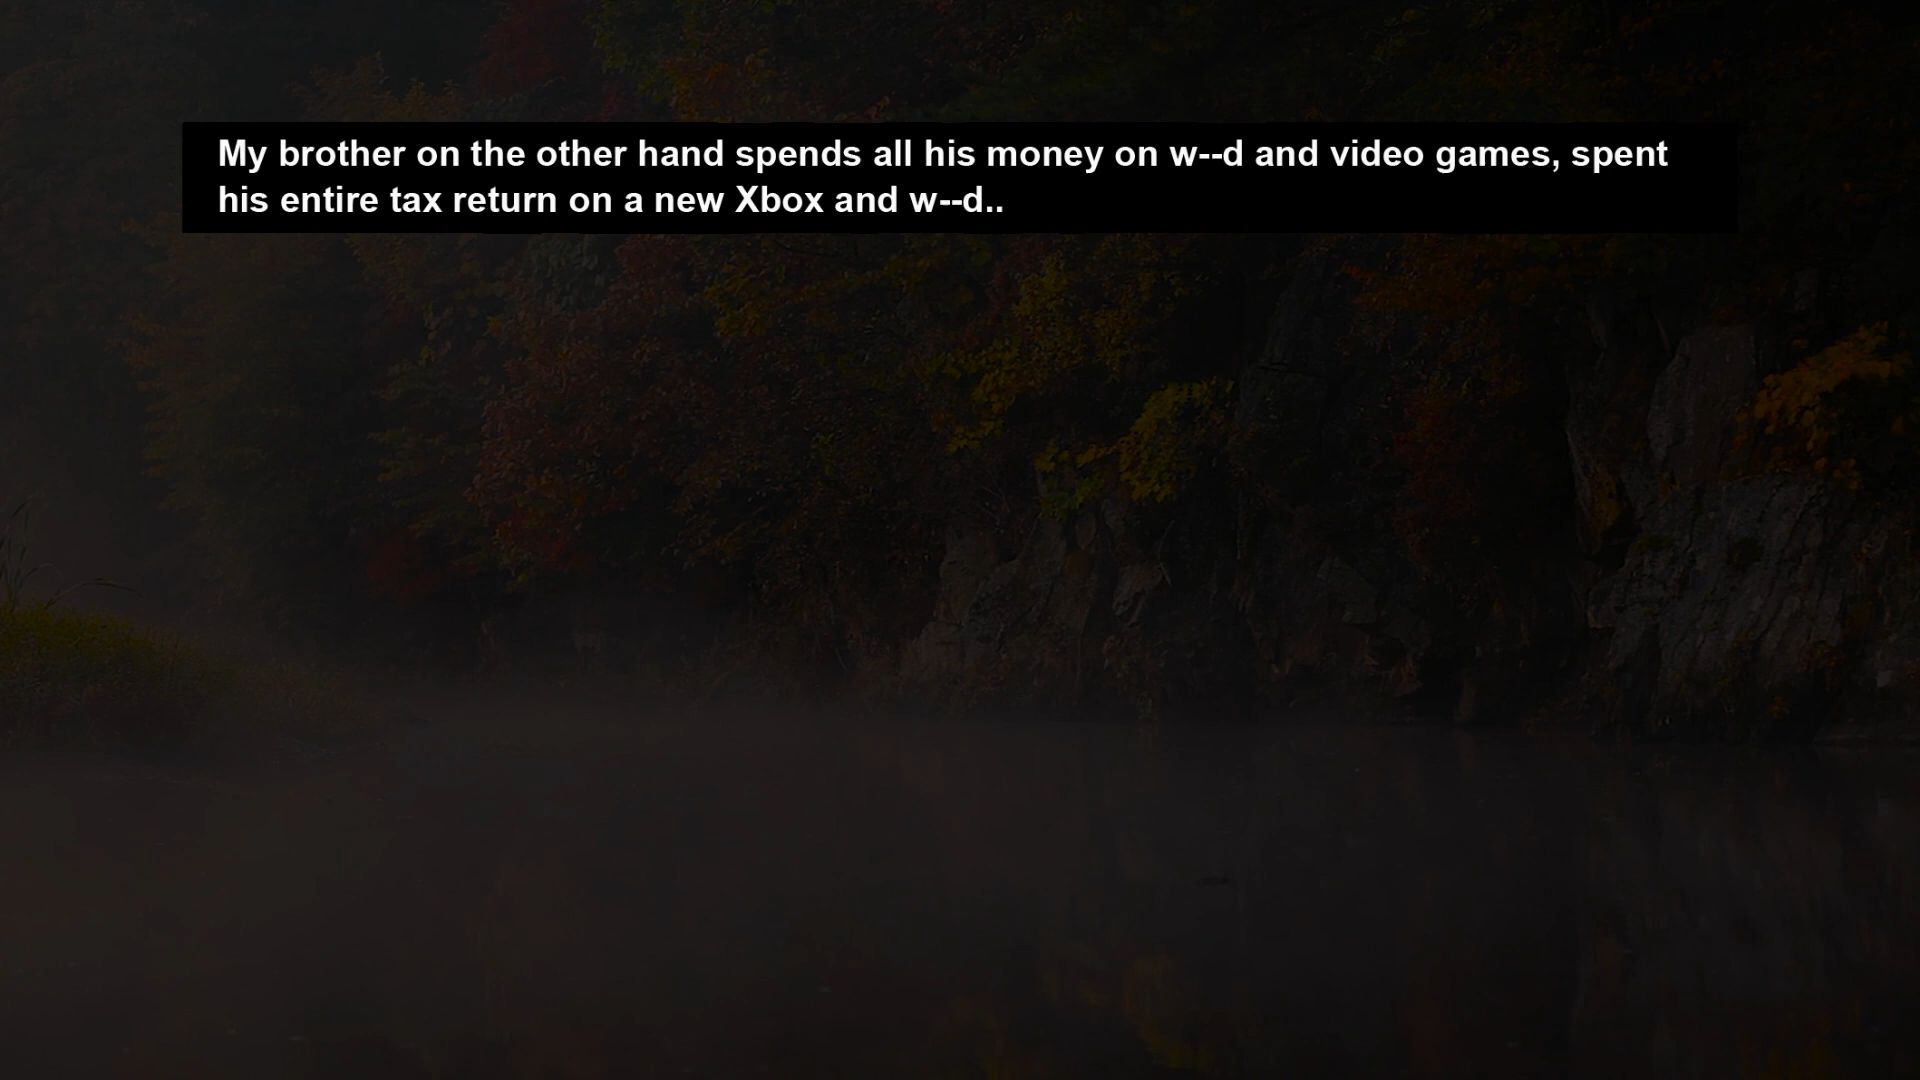 My brother on the other hand spends all his money on w--d and video games, spent
his entire tax return on a new Xbox and w--d..